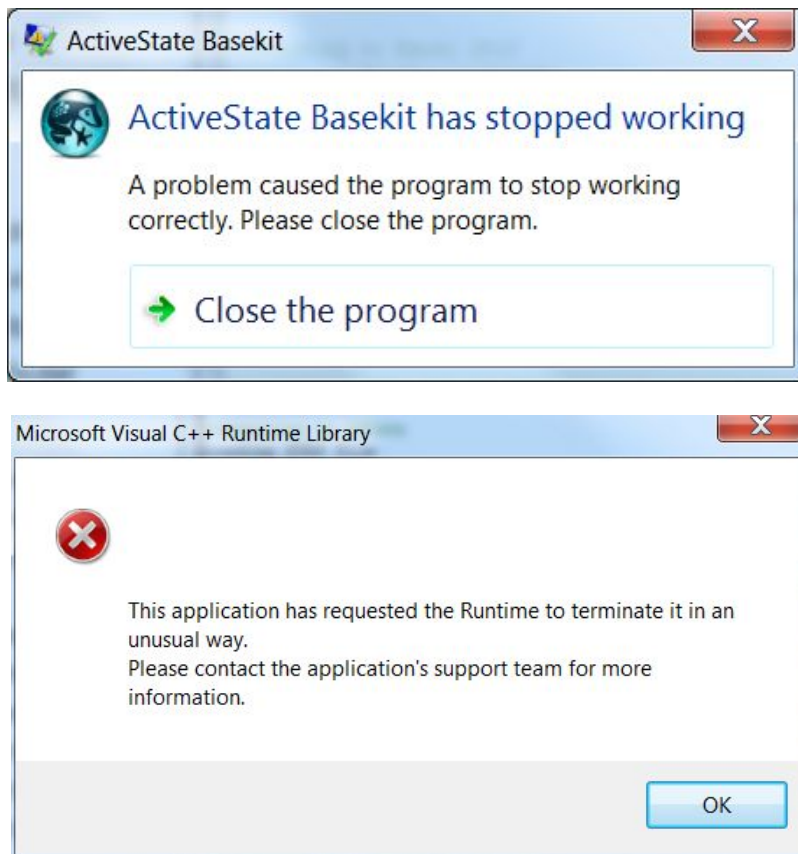 ActiveState Basekit
ActiveState Basekit has stopped working
A problem caused the program to stop working
correctly. Please close the program.
Close the program
Microsoft Visual C++ Runtime Library
This application has requested the Runtime to terminate it in an
unusual way.
Please contact the application's support team for more
information.
OK